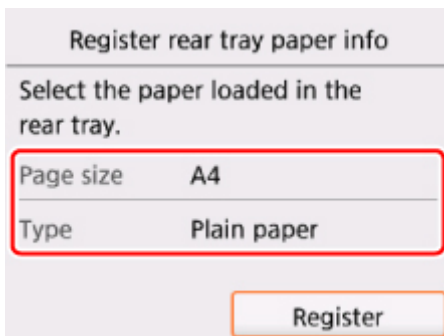 Register rear tray paper info
Select the paper loaded in the
rear tray.
Page size A4
Type Plain paper
Register